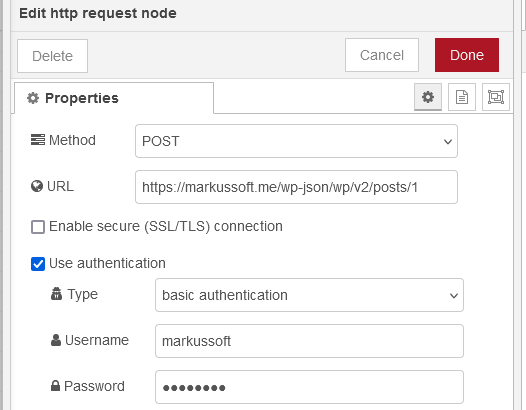 Edit http request node
Delete
Cancel
Done
Properties
Method
POST
URL
https://markussoft.me/wp-json/wp/v2/posts/1
Enable secure (SSL/TLS) connection
Use authentication
Type
basic authentication
Username
markussoft
Password
●●●●●●●●